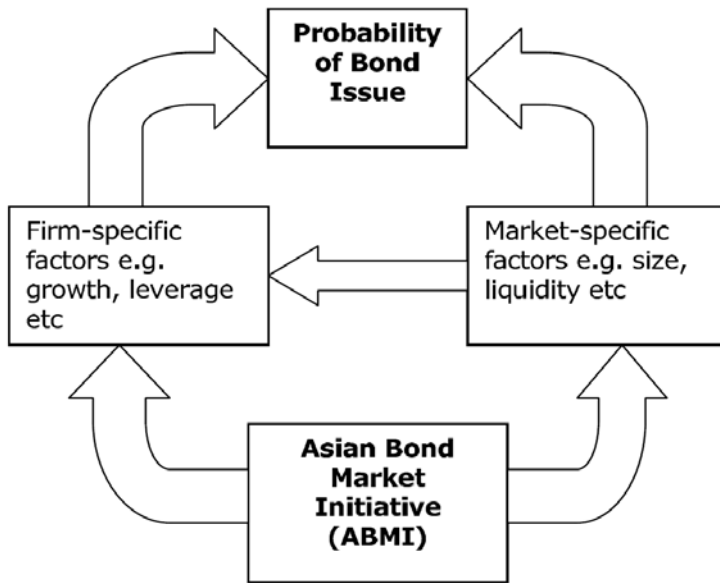 Probability
of Bond
Issue
Firm-specific
factors e.g.
growth, leverage
etc
Market-specific
factors e.g. size,
liquidity etc
Asian Bond
Market
Initiative
(ABMI)